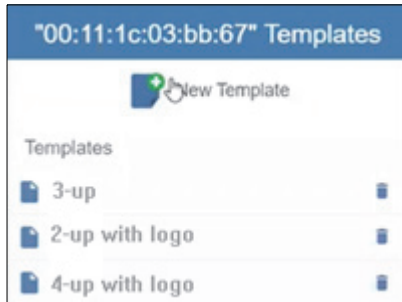 "00:11:1c:03:bb:67" Templates
New Template
Templates
3-up
2-up with logo
4-up with logo